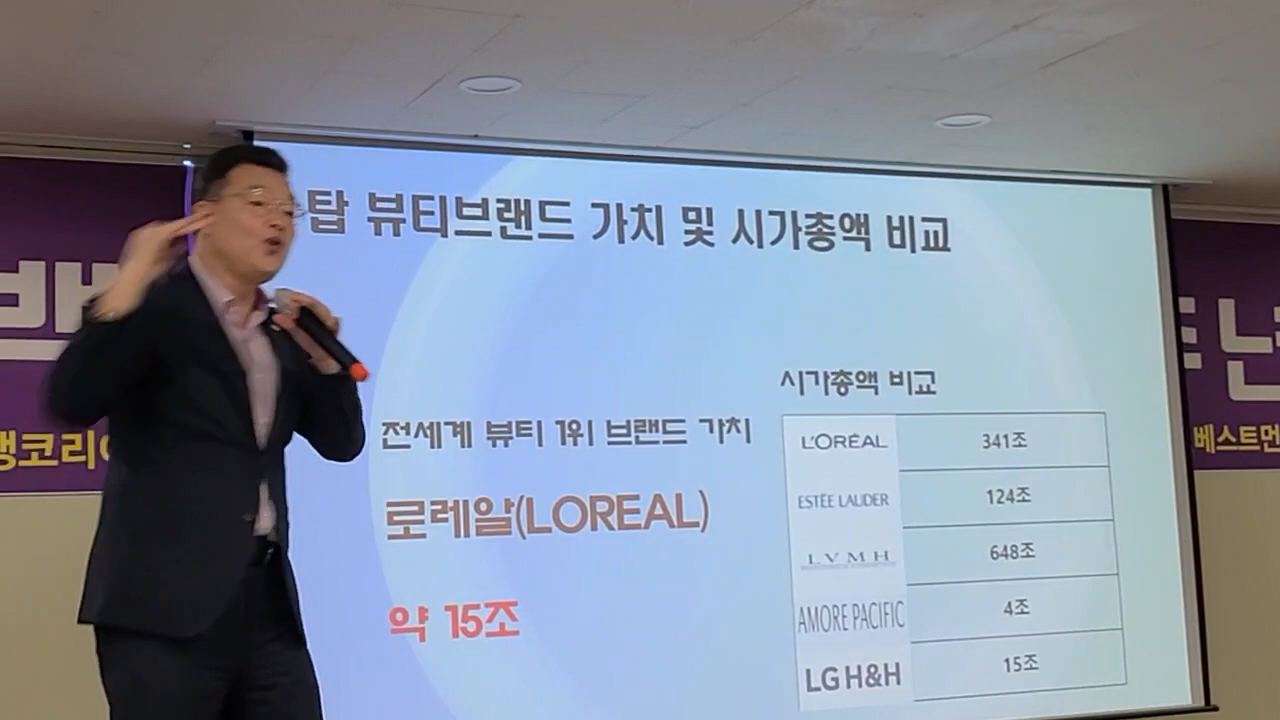 탑 뷰티브랜드 가치 및 시가총액 비교
시가총액 비교
전세계 뷰티 1위 브랜드 가치
로레알(LOREAL)
약 15조
L'ORÉAL 341조
ESTĒE LAUDER 124조
LVMH 648조
AMORE PACIFIC 4조
LG H&H 15조
베스트먼